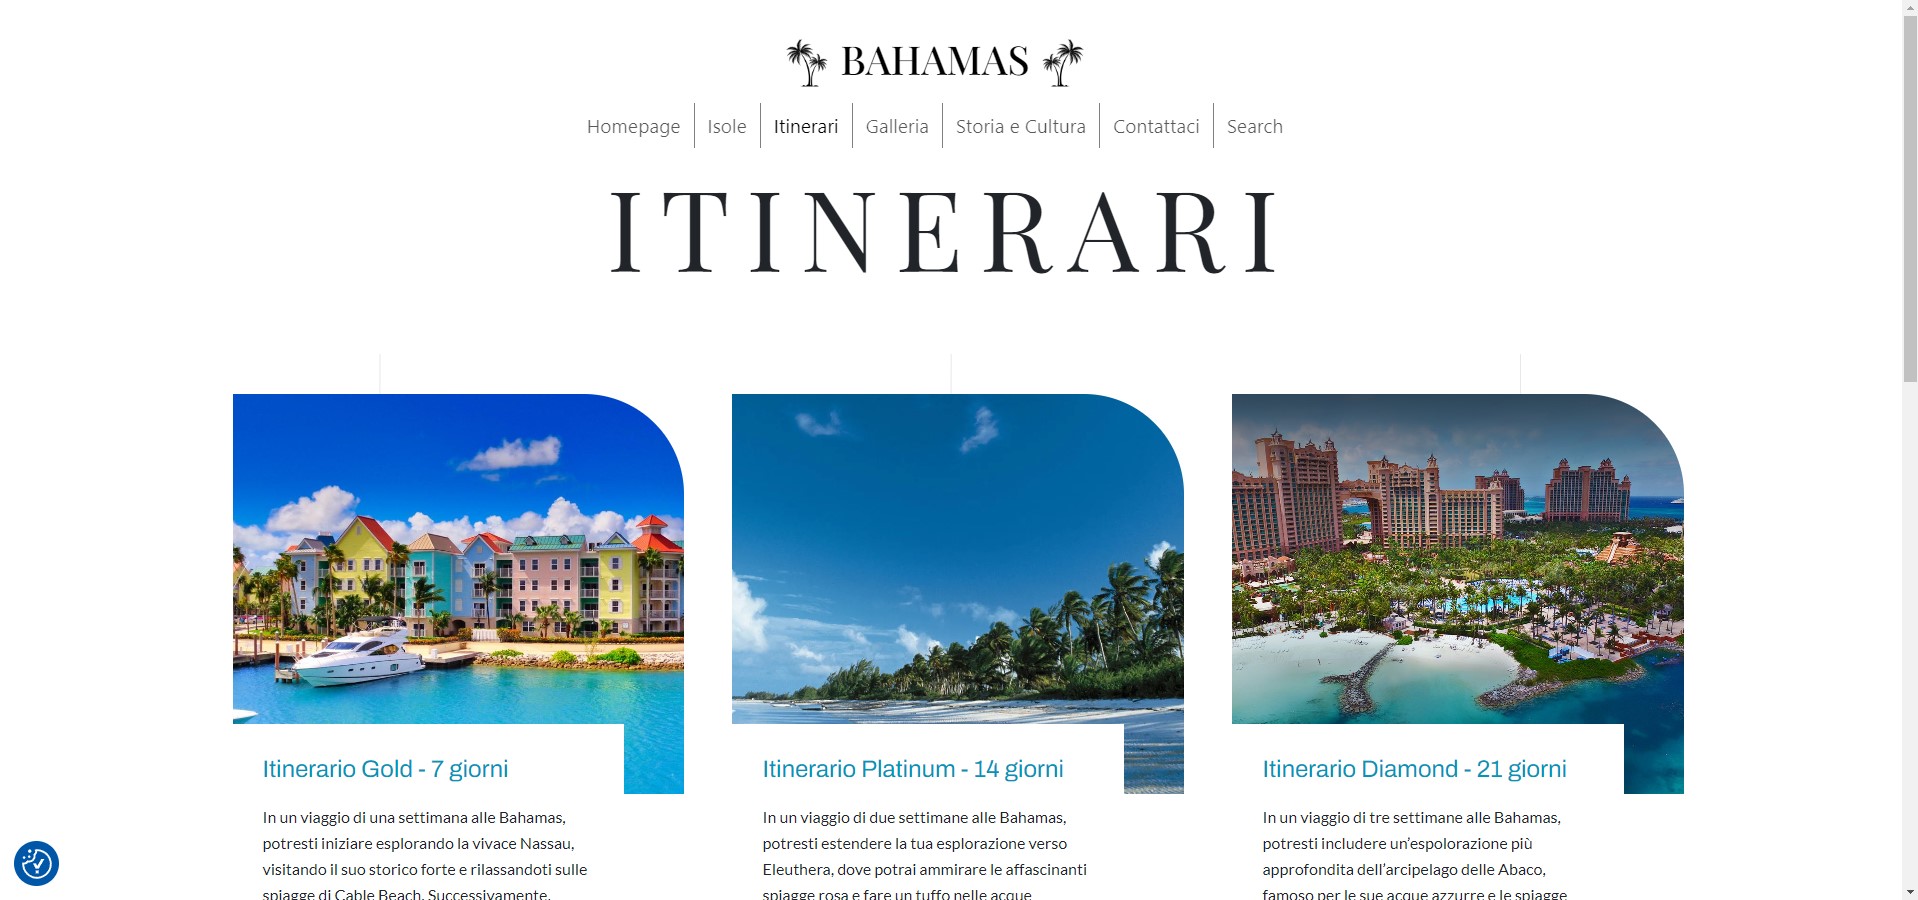 BAHAMAS
Homepage
Isole
Itinerari
Galleria
Storia e Cultura
Contattaci
Search
ITINERARI
Itinerario Gold - 7 giorni
In un viaggio di una settimana alle Bahamas,
potresti iniziare esplorando la vivace Nassau,
visitando il suo storico forte e rilassandoti sulle
spiagge di Cable Beach. Successivamente,
Itinerario Platinum - 14 giorni
In un viaggio di due settimane alle Bahamas,
potresti estendere la tua esplorazione verso
Eleuthera, dove potrai ammirare le affascinanti
spiagge rosa e fare un tuffo nelle acque
Itinerario Diamond - 21 giorni
In un viaggio di tre settimane alle Bahamas,
potresti includere un’espolorazione più
approfondita dell’arcipelago delle Abaco,
famoso per le sue acque azzurre e le spiagge